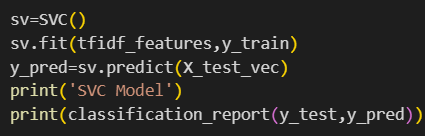 sv=SVC()
sv.fit(tfidf_features,y_train)
y_pred=sv.predict(X_test_vec)
print('SVC Model')
print(classification_report(y_test,y_pred))